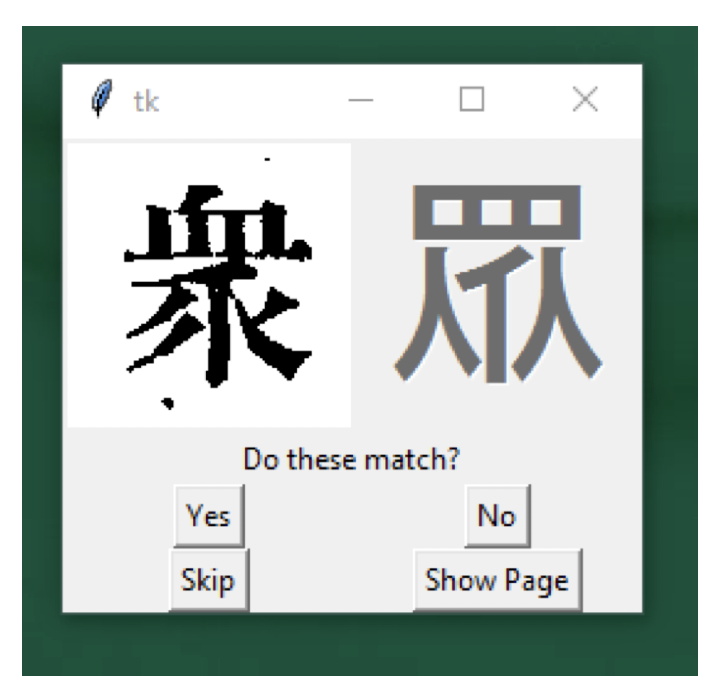 tk
衆 眾
Do these match?
Yes No
Skip Show Page